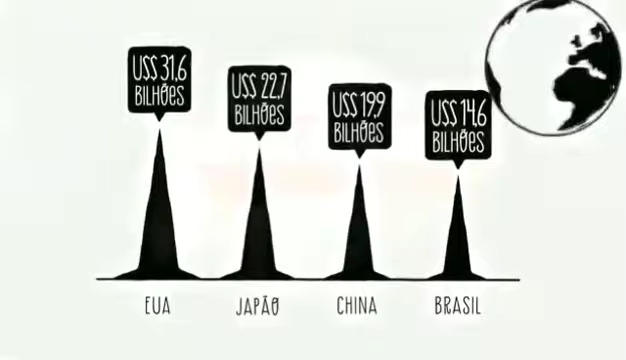 US$ 31,6
BILHÕES
US$ 22,7
BILHÕES
US$ 19,9
BILHÕES
US$ 14,6
BILHÕES
EUA
JAPÃO
CHINA
BRASIL